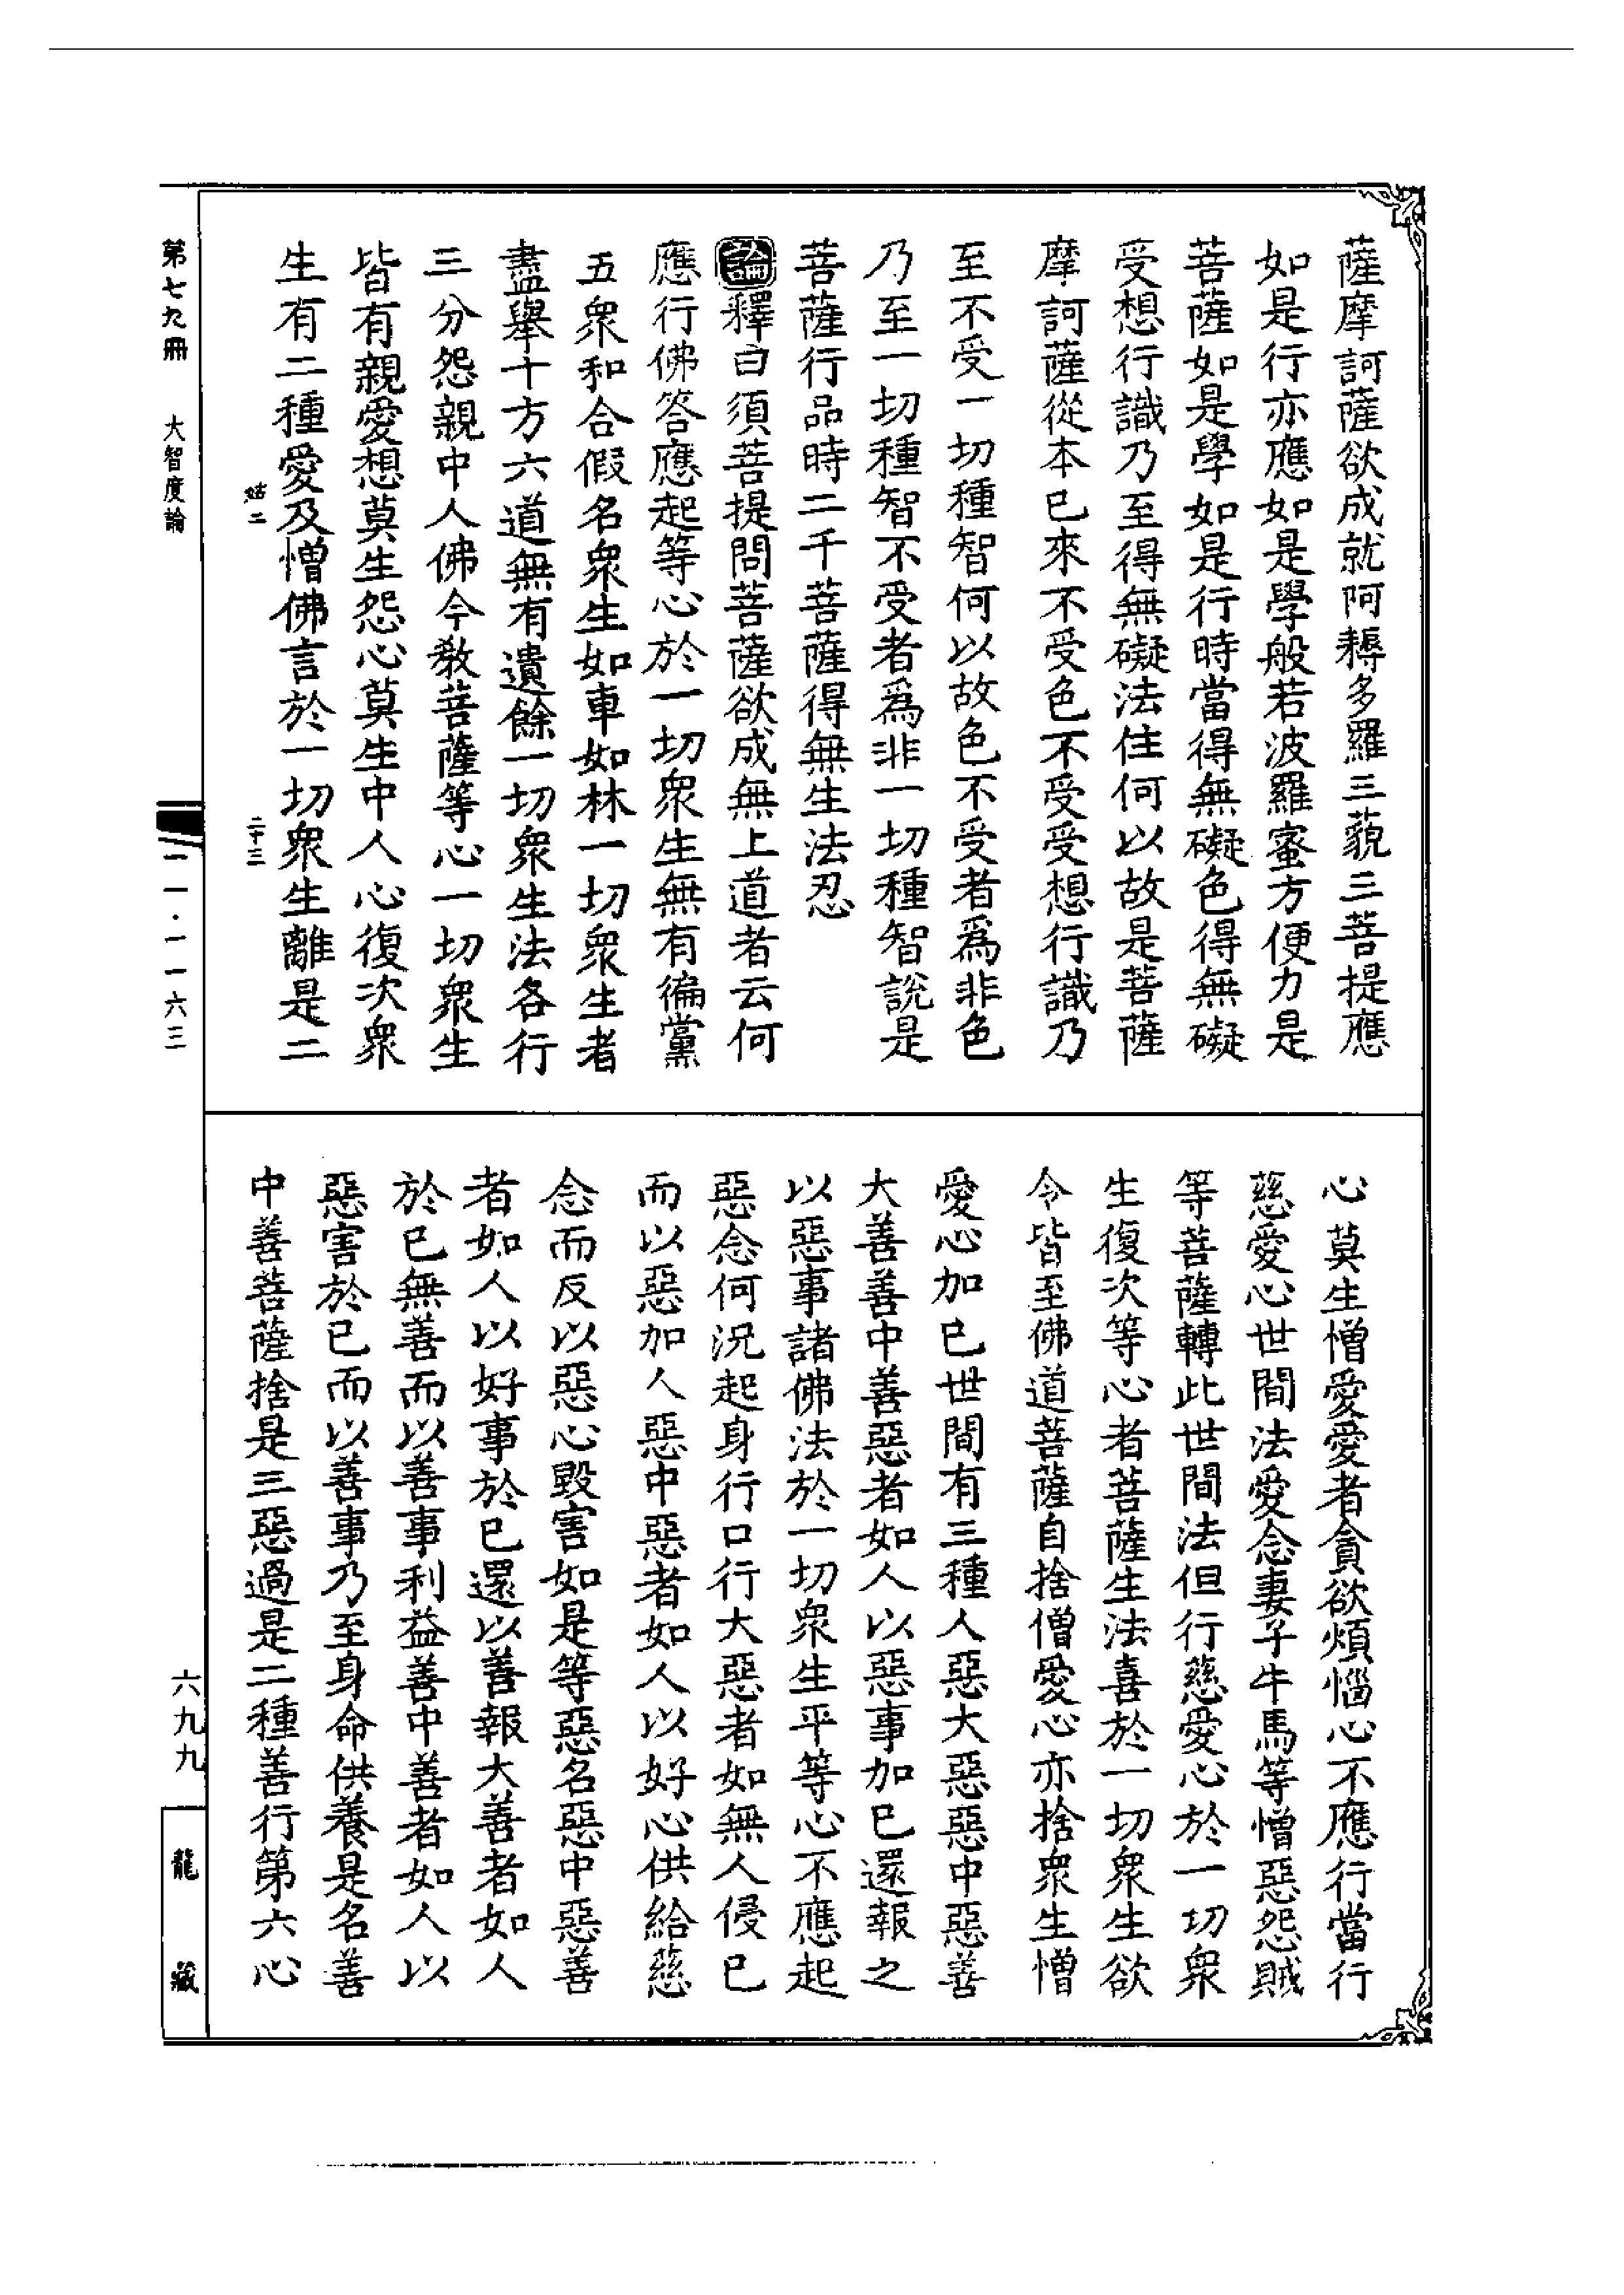 薩摩訶薩欲成就阿耨多羅三藐三菩提應
如是行亦應如是學般若波羅蜜方便力是
菩薩如是學如是行時當得無礙色得無礙
受想行識乃至得無礙法住何以故是菩薩
摩訶薩從本已來不受色不受受想行識乃
至不受一切種智何以故色不受者爲非色
乃至一切種智不受者爲非一切種智說是
菩薩行品時二千菩薩得無生法忍
論釋曰須菩提問菩薩欲成無上道者云何
應行佛答應起等心於一切衆生無有徧黨
五衆和合假名衆生如車如林一切衆生者
盡舉十方六道無有遺餘一切衆生法各行
三分怨親中人佛今教菩薩等心一切衆生
皆有親愛想莫生怨心莫生中人心復次衆
生有二種愛及憎佛言於一切衆生離是二
姑二 二十三
心莫生憎愛愛者貪欲煩惱心不應行當行
慈愛心世間法愛念妻子牛馬等憎惡怨賊
等菩薩轉此世間法但行慈愛心於一切衆
生復次等心者菩薩生法喜於一切衆生欲
令皆至佛道菩薩自捨憎愛心亦捨衆生憎
愛心加已世間有三種人惡大惡惡中惡善
大善善中善惡者如人以惡事加已還報之
以惡事諸佛法於一切衆生平等心不應起
惡念何況起身行口行大惡者如無人侵已
而以惡加人惡中惡者如人以好心供給慈
念而反以惡心毀害如是等惡名惡中惡善
者如人以好事於已還以善報大善者如人
於已無善而以善事利益善中善者如人以
惡害於已而以善事乃至身命供養是名善
中善菩薩捨是三惡過是二種善行第六心
第七九冊 大智度論 一一·一一六三 六九九 龍藏